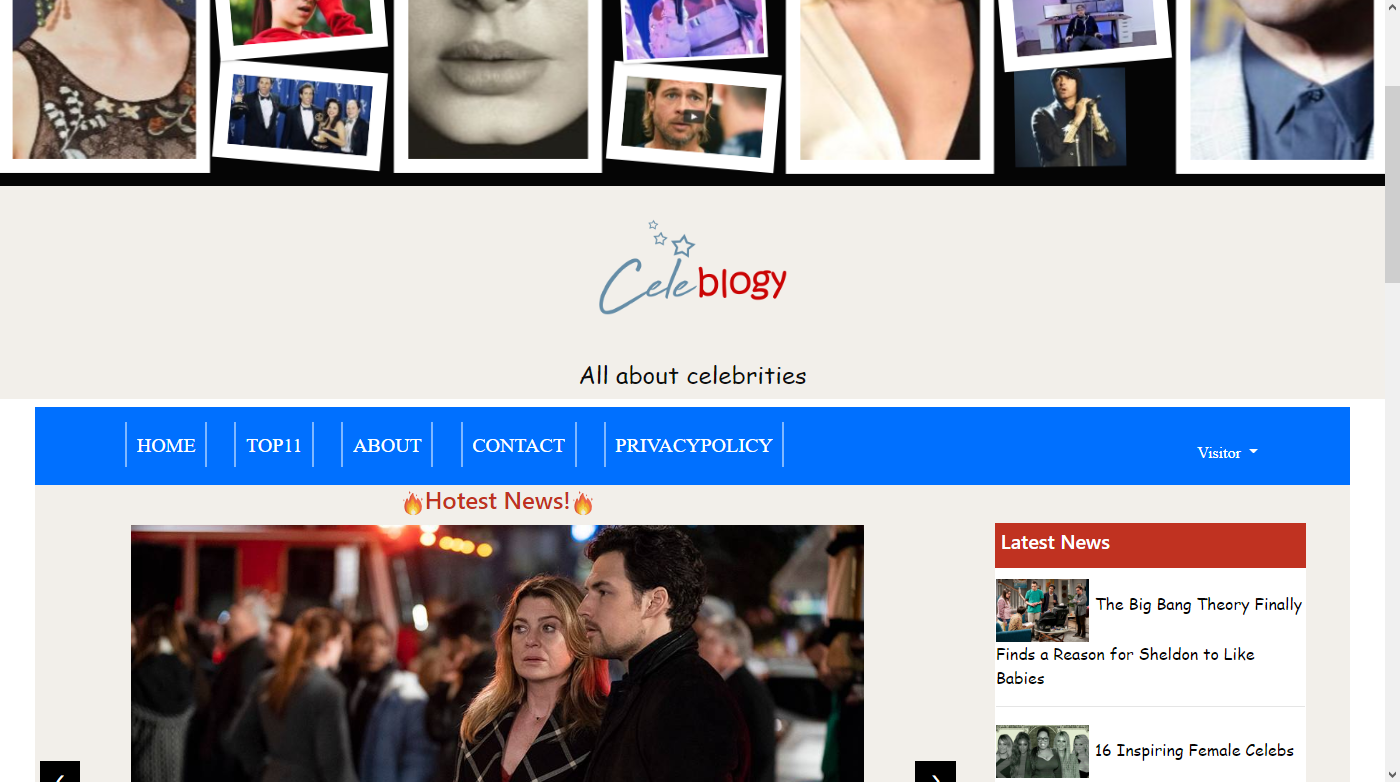 Celeblogy
All about celebrities
HOME TOP11 ABOUT CONTACT PRIVACYPOLICY Visitor
🔥Hotest News!🔥
Latest News
The Big Bang Theory Finally
Finds a Reason for Sheldon to Like
Babies
16 Inspiring Female Celebs